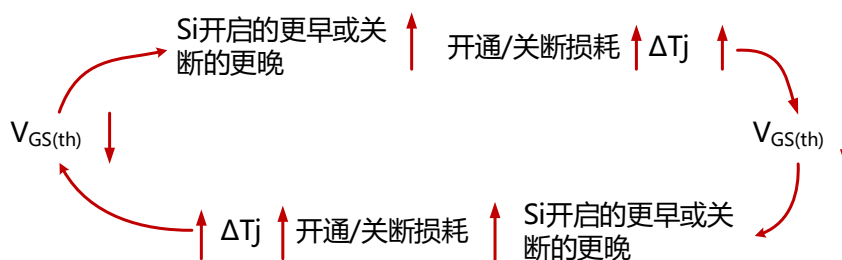 Si开启的更早或关
断的更晚
开通/关断损耗 ΔTj
VGS(th)
VGS(th)
ΔTj 开通/关断损耗
Si开启的更早或关
断的更晚